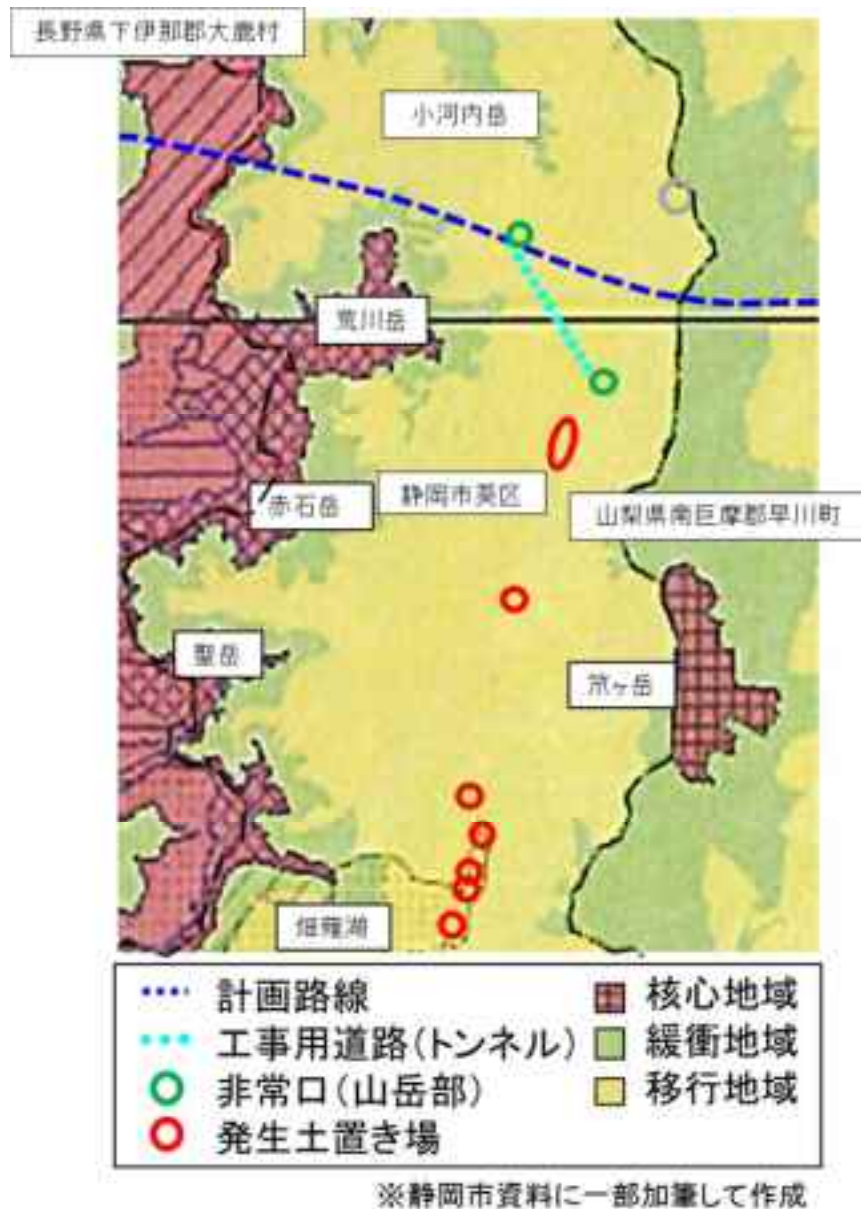 長野県下伊那郡大鹿村
小河内岳
荒川岳
赤石岳
静岡市葵区
山梨県南巨摩郡早川町
聖岳
笊ヶ岳
畑薙湖
計画路線
工事用道路(トンネル)
非常口(山岳部)
発生土置き場
核心地域
緩衝地域
移行地域
※静岡市資料に一部加筆して作成